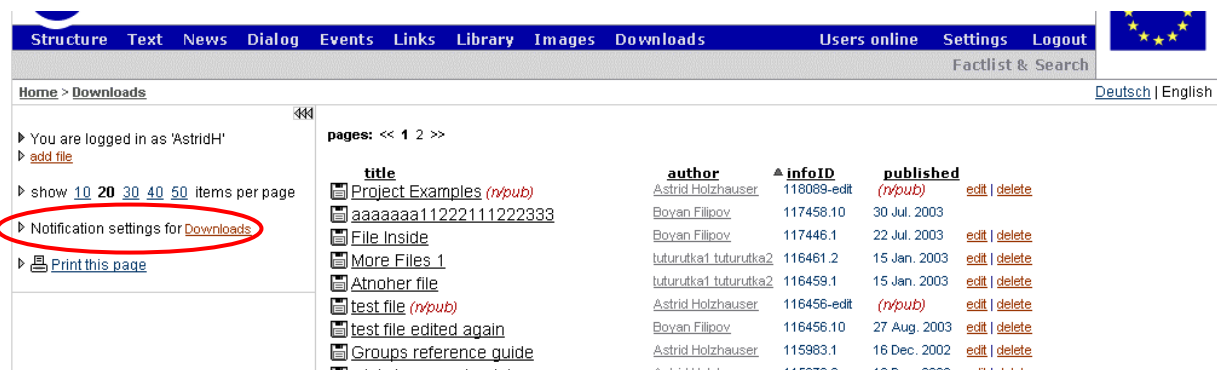 Structure Text News Dialog Events Links Library Images Downloads Users online Settings Logout
Factlist & Search
Home > Downloads Deutsch | English
You are logged in as 'AstridH'
add file
show 10 20 30 40 50 items per page
Notification settings for Downloads
Print this page
pages: << 1 2 >>
title author infoID published
Project Examples (n/pub) Astrid Holzhauser 118089-edit (n/pub) edit | delete
aaaaaaa11222111222333 Boyan Filipov 117458.10 30 Jul. 2003
File Inside Boyan Filipov 117446.1 22 Jul. 2003 edit | delete
More Files 1 tuturutka1 tuturutka2 116461.2 15 Jan. 2003 edit | delete
Atnoher file tuturutka1 tuturutka2 116459.1 15 Jan. 2003 edit | delete
test file (n/pub) Astrid Holzhauser 116456-edit (n/pub) edit | delete
test file edited again Boyan Filipov 116456.10 27 Aug. 2003 edit | delete
Groups reference guide Astrid Holzhauser 115983.1 16 Dec. 2002 edit | delete